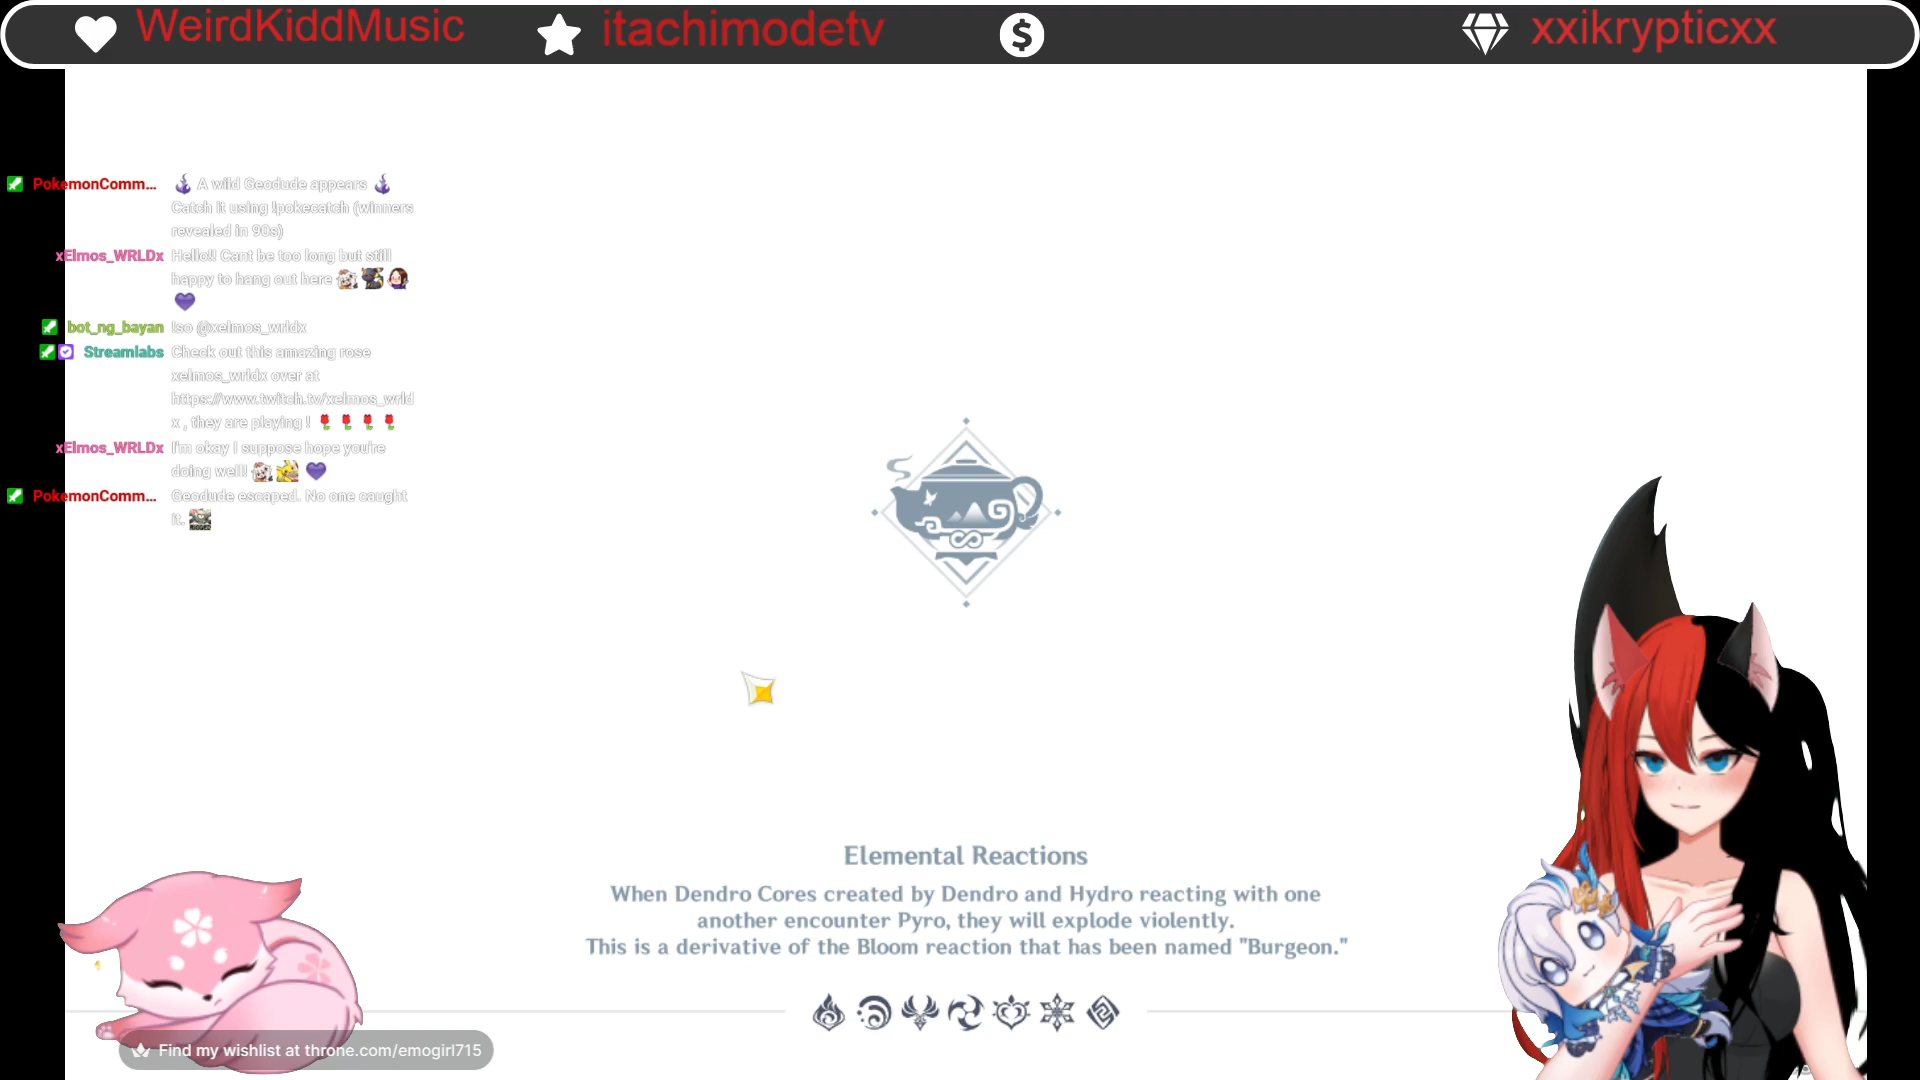 WeirdKiddMusic
itachimodetv
xxikrypticxx
PokemonComm... A wild Geodude appears
Catch it using !pokecatch (winners
revealed in 90s)
xElmos_WRLDx Hello!! Cant be too long but still
happy to hang out here
bot_ng_bayan !so @xelmos_wrldx
Streamlabs Check out this amazing rose
xelmos_wrldx over at
https://www.twitch.tv/xelmos_wrld
x , they are playing !
xElmos_WRLDx I'm okay I suppose hope you're
doing well!
PokemonComm... Geodude escaped. No one caught
it.
Elemental Reactions
When Dendro Cores created by Dendro and Hydro reacting with one
another encounter Pyro, they will explode violently.
This is a derivative of the Bloom reaction that has been named "Burgeon."
Find my wishlist at throne.com/emogirl715